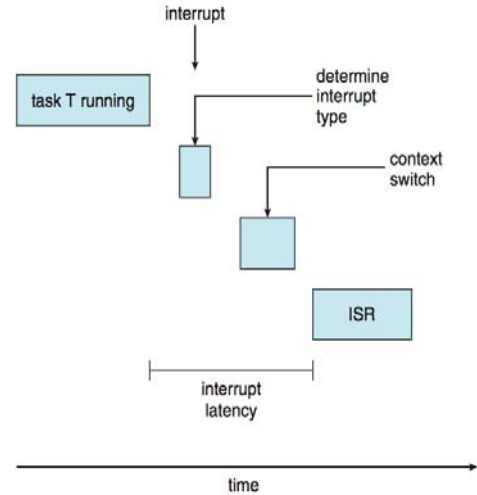 interrupt
task T running
determine
interrupt
type
context
switch
ISR
interrupt
latency
time